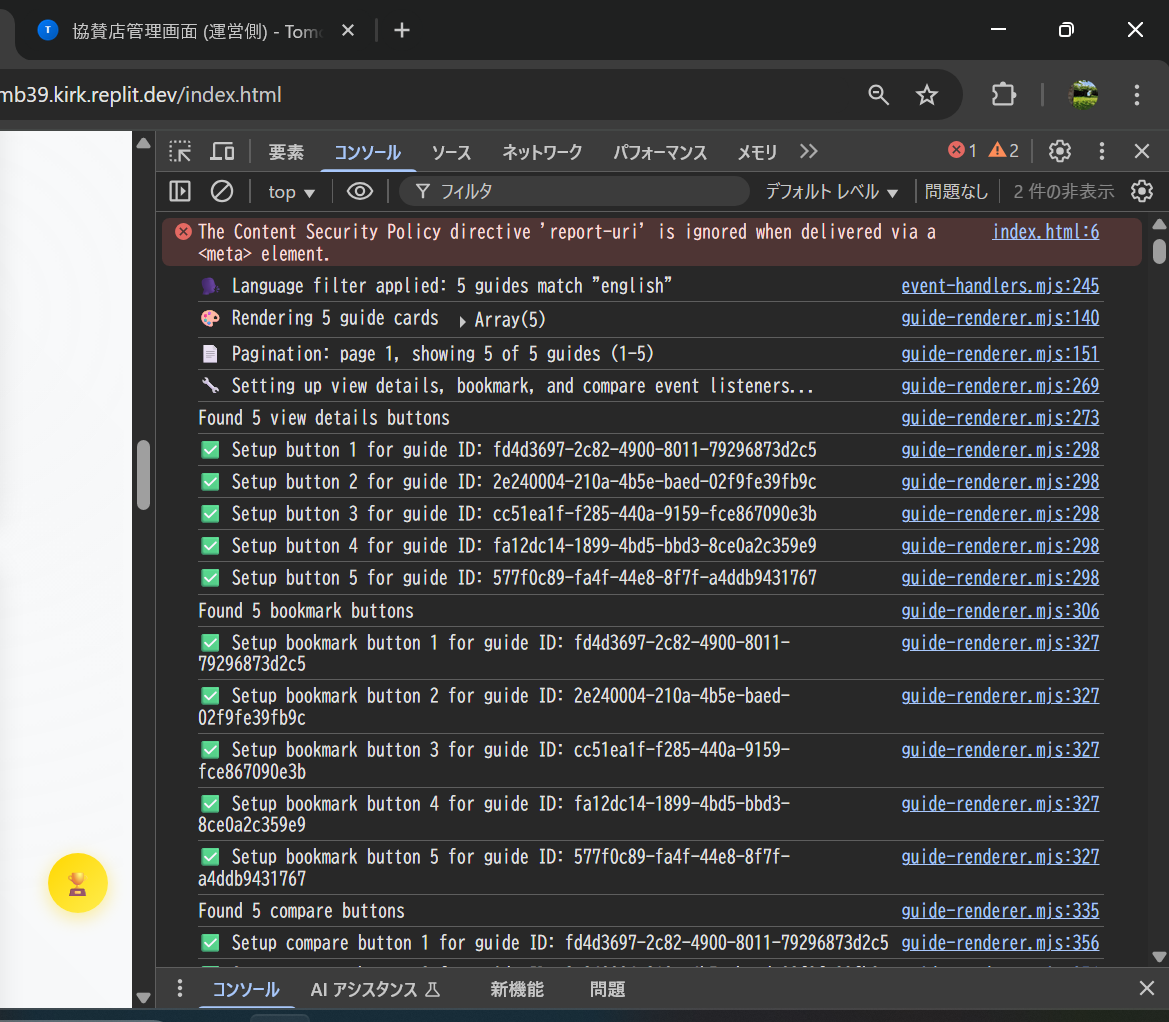 T 協賛店管理画面 (運営側) - Tomo
mb39.kirk.replit.dev/index.html
要素 コンソール ソース ネットワーク パフォーマンス メモリ 1 2
top フィルタ デフォルト レベル 問題なし 2 件の非表示
The Content Security Policy directive 'report-uri' is ignored when delivered via a index.html:6
<meta> element.
Language filter applied: 5 guides match "english" event-handlers.mjs:245
Rendering 5 guide cards ▶ Array(5) guide-renderer.mjs:140
Pagination: page 1, showing 5 of 5 guides (1-5) guide-renderer.mjs:151
Setting up view details, bookmark, and compare event listeners... guide-renderer.mjs:269
Found 5 view details buttons guide-renderer.mjs:273
✅ Setup button 1 for guide ID: fd4d3697-2c82-4900-8011-79296873d2c5 guide-renderer.mjs:298
✅ Setup button 2 for guide ID: 2e240004-210a-4b5e-baed-02f9fe39fb9c guide-renderer.mjs:298
✅ Setup button 3 for guide ID: cc51ea1f-f285-440a-9159-fce867090e3b guide-renderer.mjs:298
✅ Setup button 4 for guide ID: fa12dc14-1899-4bd5-bbd3-8ce0a2c359e9 guide-renderer.mjs:298
✅ Setup button 5 for guide ID: 577f0c89-fa4f-44e8-8f7f-a4ddb9431767 guide-renderer.mjs:298
Found 5 bookmark buttons guide-renderer.mjs:306
✅ Setup bookmark button 1 for guide ID: fd4d3697-2c82-4900-8011- guide-renderer.mjs:327
79296873d2c5
✅ Setup bookmark button 2 for guide ID: 2e240004-210a-4b5e-baed- guide-renderer.mjs:327
02f9fe39fb9c
✅ Setup bookmark button 3 for guide ID: cc51ea1f-f285-440a-9159- guide-renderer.mjs:327
fce867090e3b
✅ Setup bookmark button 4 for guide ID: fa12dc14-1899-4bd5-bbd3- guide-renderer.mjs:327
8ce0a2c359e9
✅ Setup bookmark button 5 for guide ID: 577f0c89-fa4f-44e8-8f7f- guide-renderer.mjs:327
a4ddb9431767
Found 5 compare buttons guide-renderer.mjs:335
✅ Setup compare button 1 for guide ID: fd4d3697-2c82-4900-8011-79296873d2c5 guide-renderer.mjs:356
コンソール AI アシスタンス 新機能 問題